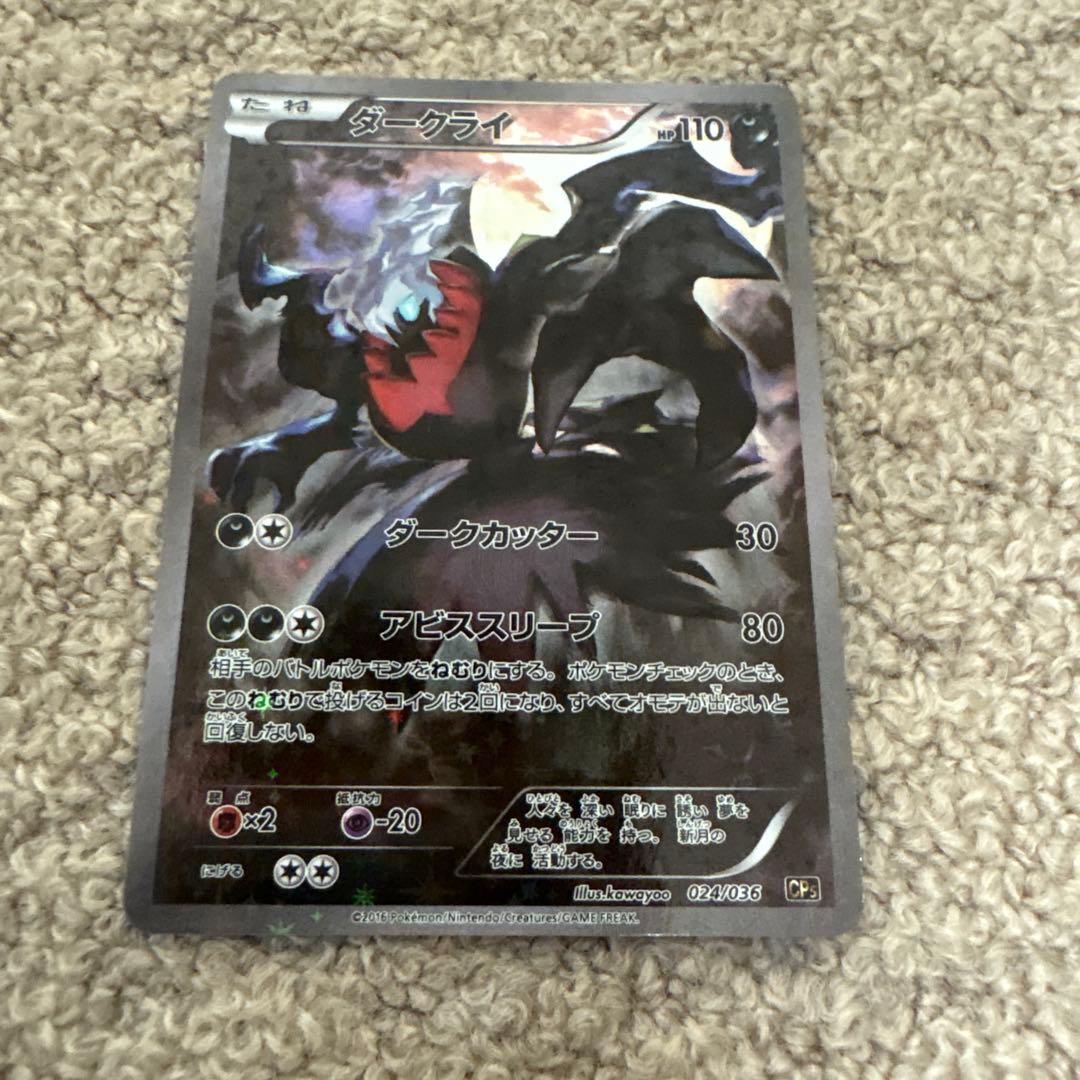 たね ダークライ HP110
ダークカッター 30
アビススリープ 80
相手のバトルポケモンをねむりにする。ポケモンチェックのとき、
このねむりで投げるコインは2回になり、すべてオモテが出ないと
回復しない。
弱点 抵抗力
×2 -20
にげる
人々を 深い 眠りに 誘い 夢を
見せる 能力を 持つ。 新月の
夜に 活動する。
Illus.kawayoo 024/036 CP5
©2016 Pokémon/Nintendo/Creatures/GAME FREAK.